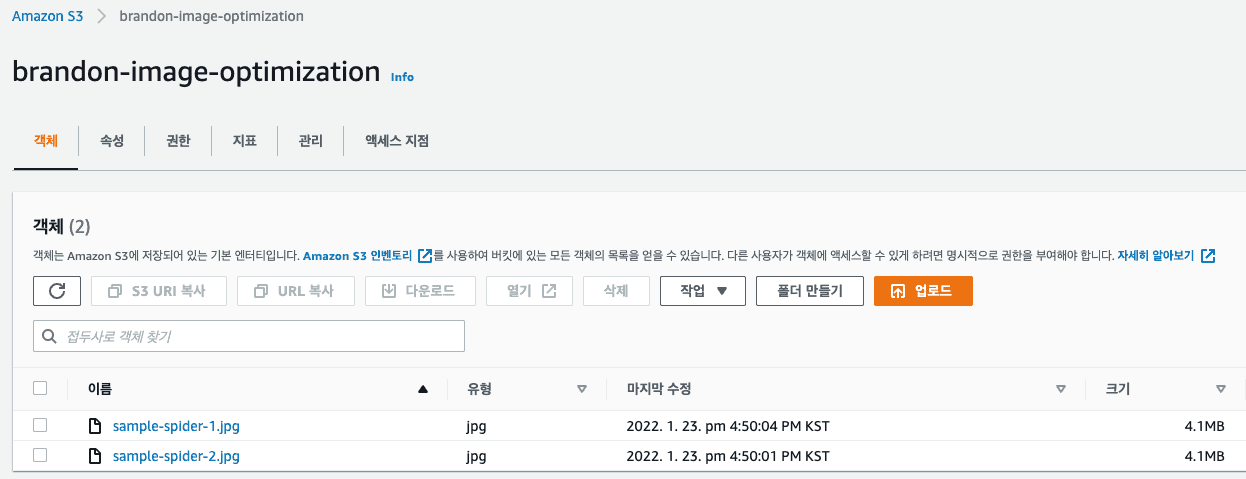 Amazon S3 > brandon-image-optimization
brandon-image-optimization Info
객체 속성 권한 지표 관리 액세스 지점
객체 (2)
객체는 Amazon S3에 저장되어 있는 기본 엔터티입니다. Amazon S3 인벤토리를 사용하여 버킷에 있는 모든 객체의 목록을 얻을 수 있습니다. 다른 사용자가 객체에 액세스할 수 있게 하려면 명시적으로 권한을 부여해야 합니다. 자세히 알아보기
S3 URI 복사 URL 복사 다운로드 열기 삭제 작업 폴더 만들기 업로드
접두사로 객체 찾기
이름 유형 마지막 수정 크기
sample-spider-1.jpg jpg 2022. 1. 23. pm 4:50:04 PM KST 4.1MB
sample-spider-2.jpg jpg 2022. 1. 23. pm 4:50:01 PM KST 4.1MB